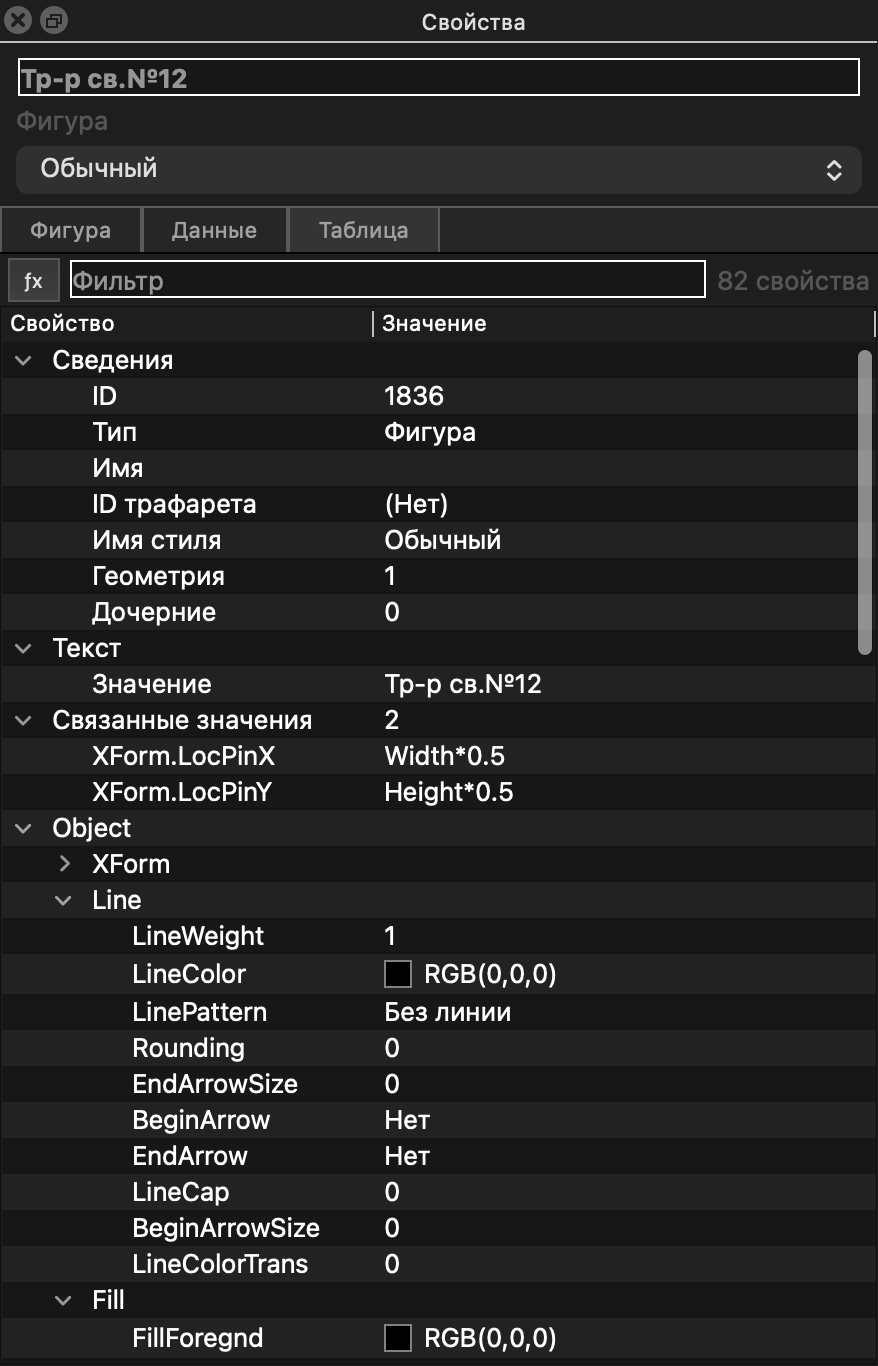 Свойства
Тр-р св.№12
Фигура
Обычный
Фигура Данные Таблица
ƒx Фильтр 82 свойства
Свойство Значение
Сведения
ID 1836
Тип Фигура
Имя
ID трафарета (Нет)
Имя стиля Обычный
Геометрия 1
Дочерние 0
Текст
Значение Тр-р св.№12
Связанные значения 2
XForm.LocPinX Width*0.5
XForm.LocPinY Height*0.5
Object
XForm
Line
LineWeight 1
LineColor RGB(0,0,0)
LinePattern Без линии
Rounding 0
EndArrowSize 0
BeginArrow Нет
EndArrow Нет
LineCap 0
BeginArrowSize 0
LineColorTrans 0
Fill
FillForegnd RGB(0,0,0)